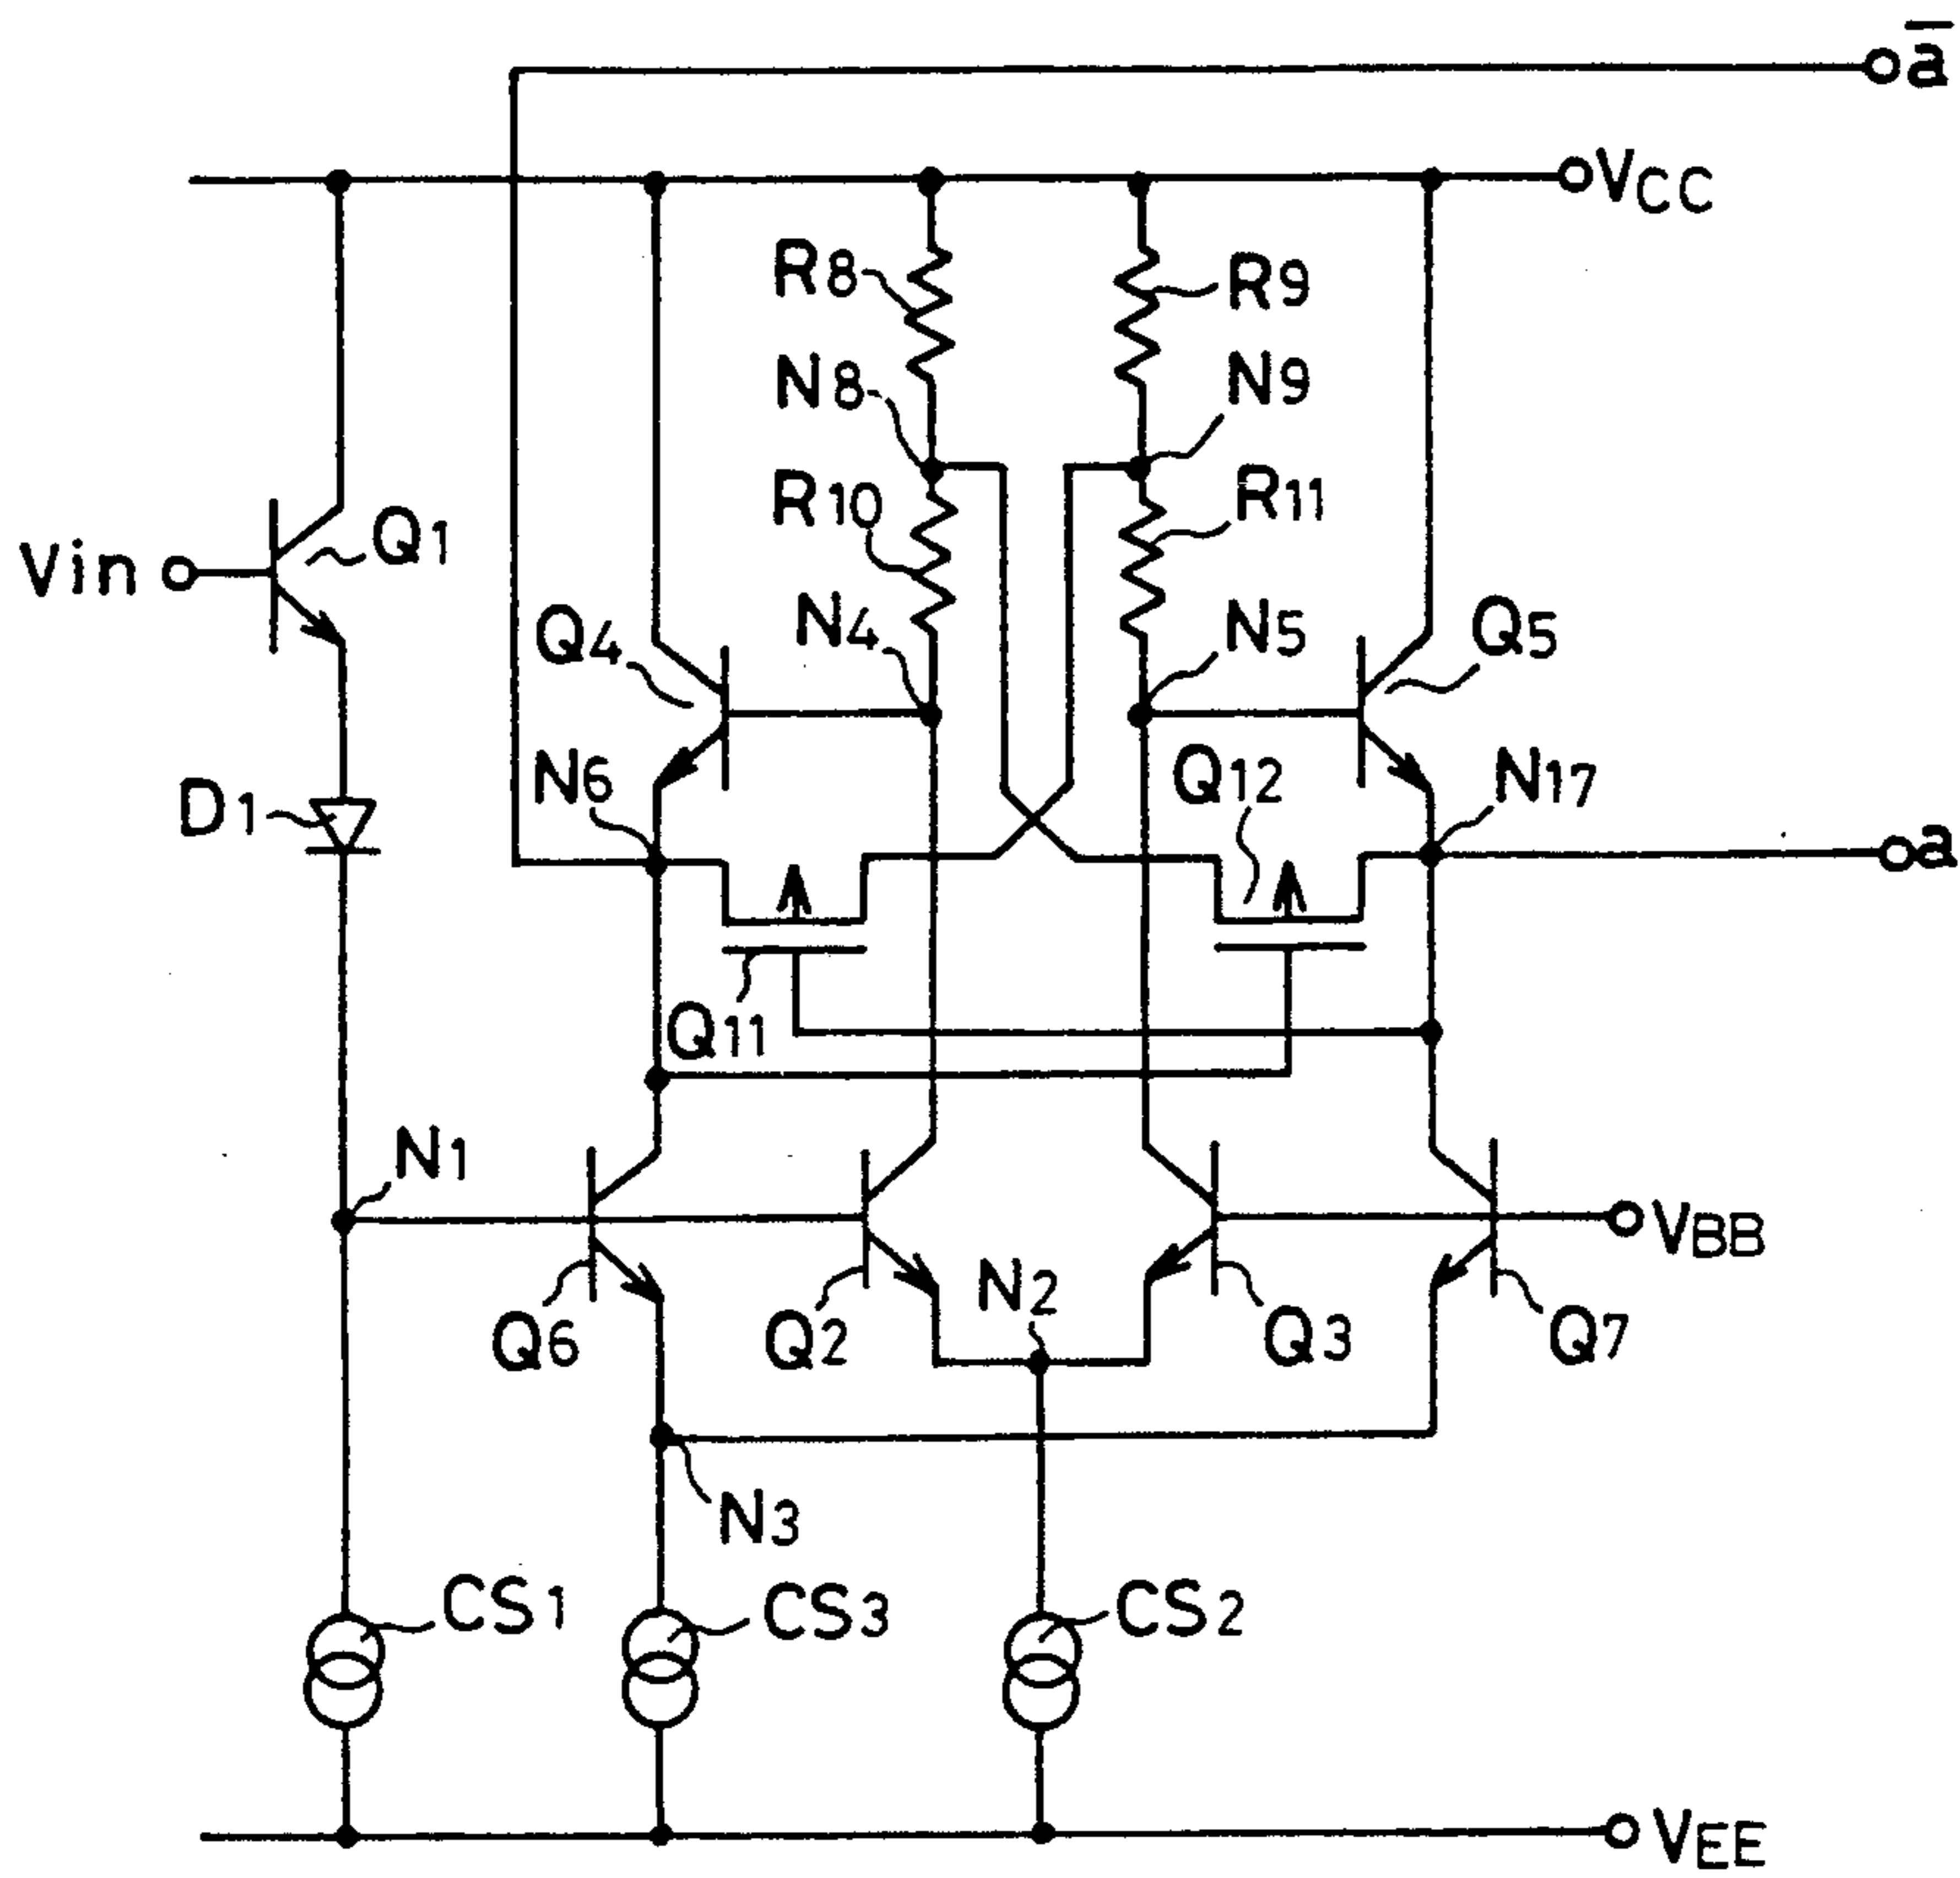 a̅
VCC
R8
R9
N8
N9
R10
R11
Vin
Q1
N4
N5
Q4
Q5
N6
Q12
N17
D1
a
Q11
N1
VBB
N2
Q6
Q2
Q3
Q7
N3
CS1
CS3
CS2
VEE